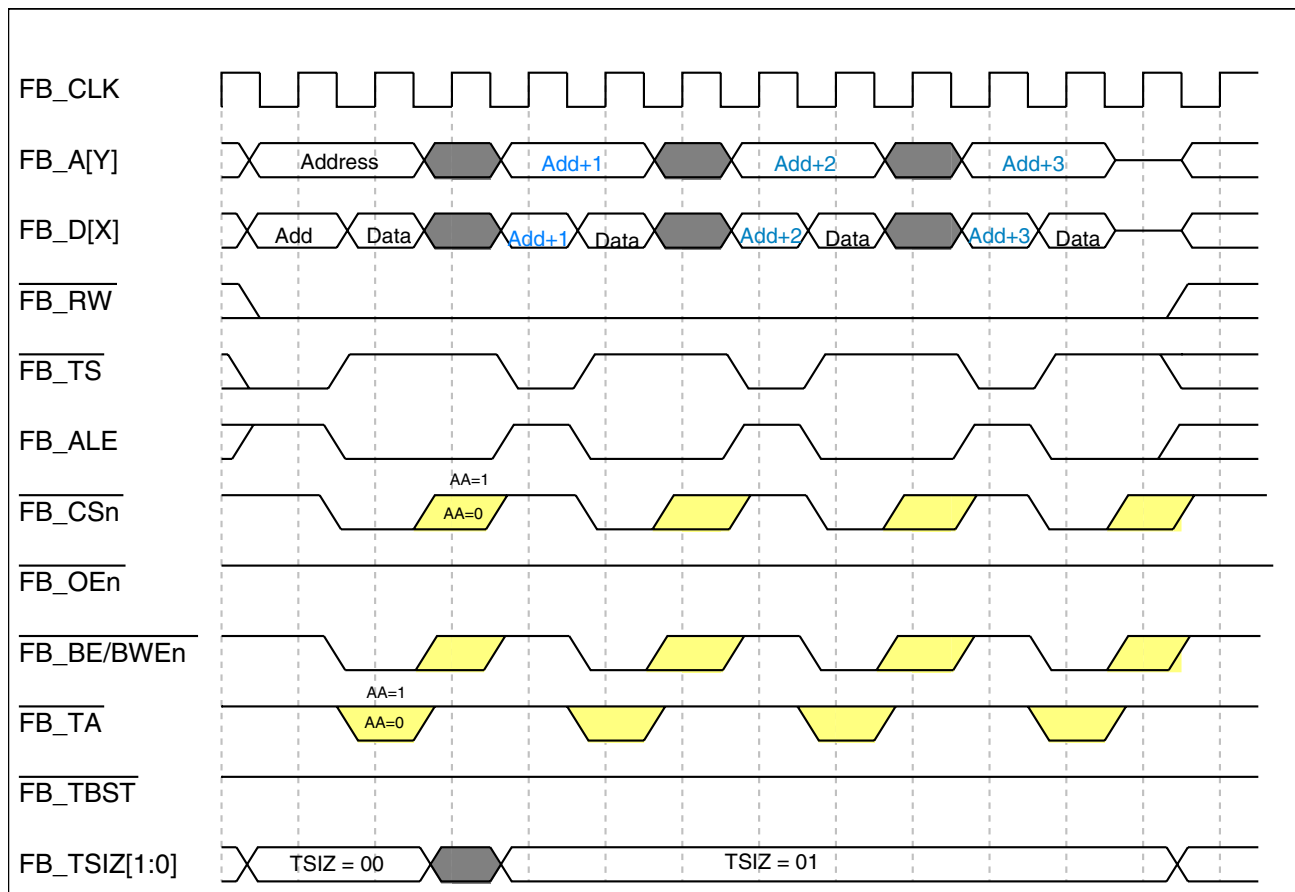 FB_CLK
FB_A[Y] Address Add+1 Add+2 Add+3
FB_D[X] Add Data Add+1 Data Add+2 Data Add+3 Data
FB_RW
FB_TS
FB_ALE
AA=1
FB_CSn AA=0
FB_OEn
FB_BE/BWEn
AA=1
FB_TA AA=0
FB_TBST
FB_TSIZ[1:0] TSIZ = 00 TSIZ = 01